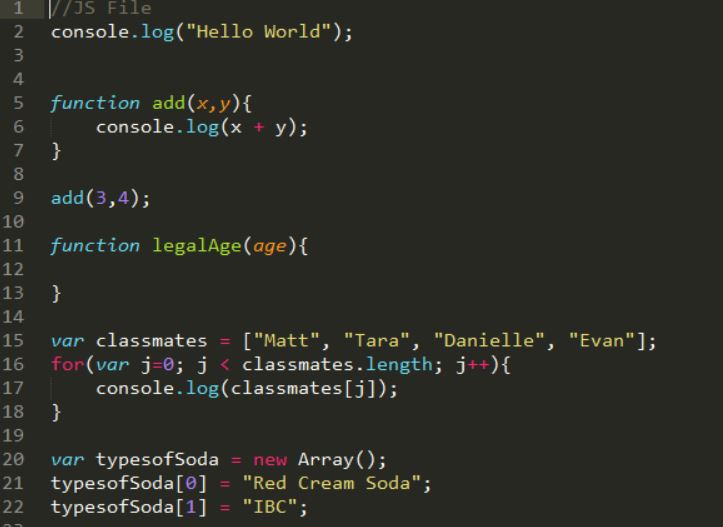 1 //JS File
2 console.log("Hello World");
3
4
5 function add(x,y){
6     console.log(x + y);
7 }
8
9 add(3,4);
10
11 function legalAge(age){
12
13 }
14
15 var classmates = ["Matt", "Tara", "Danielle", "Evan"];
16 for(var j=0; j < classmates.length; j++){
17     console.log(classmates[j]);
18 }
19
20 var typesofSoda = new Array();
21 typesofSoda[0] = "Red Cream Soda";
22 typesofSoda[1] = "IBC";